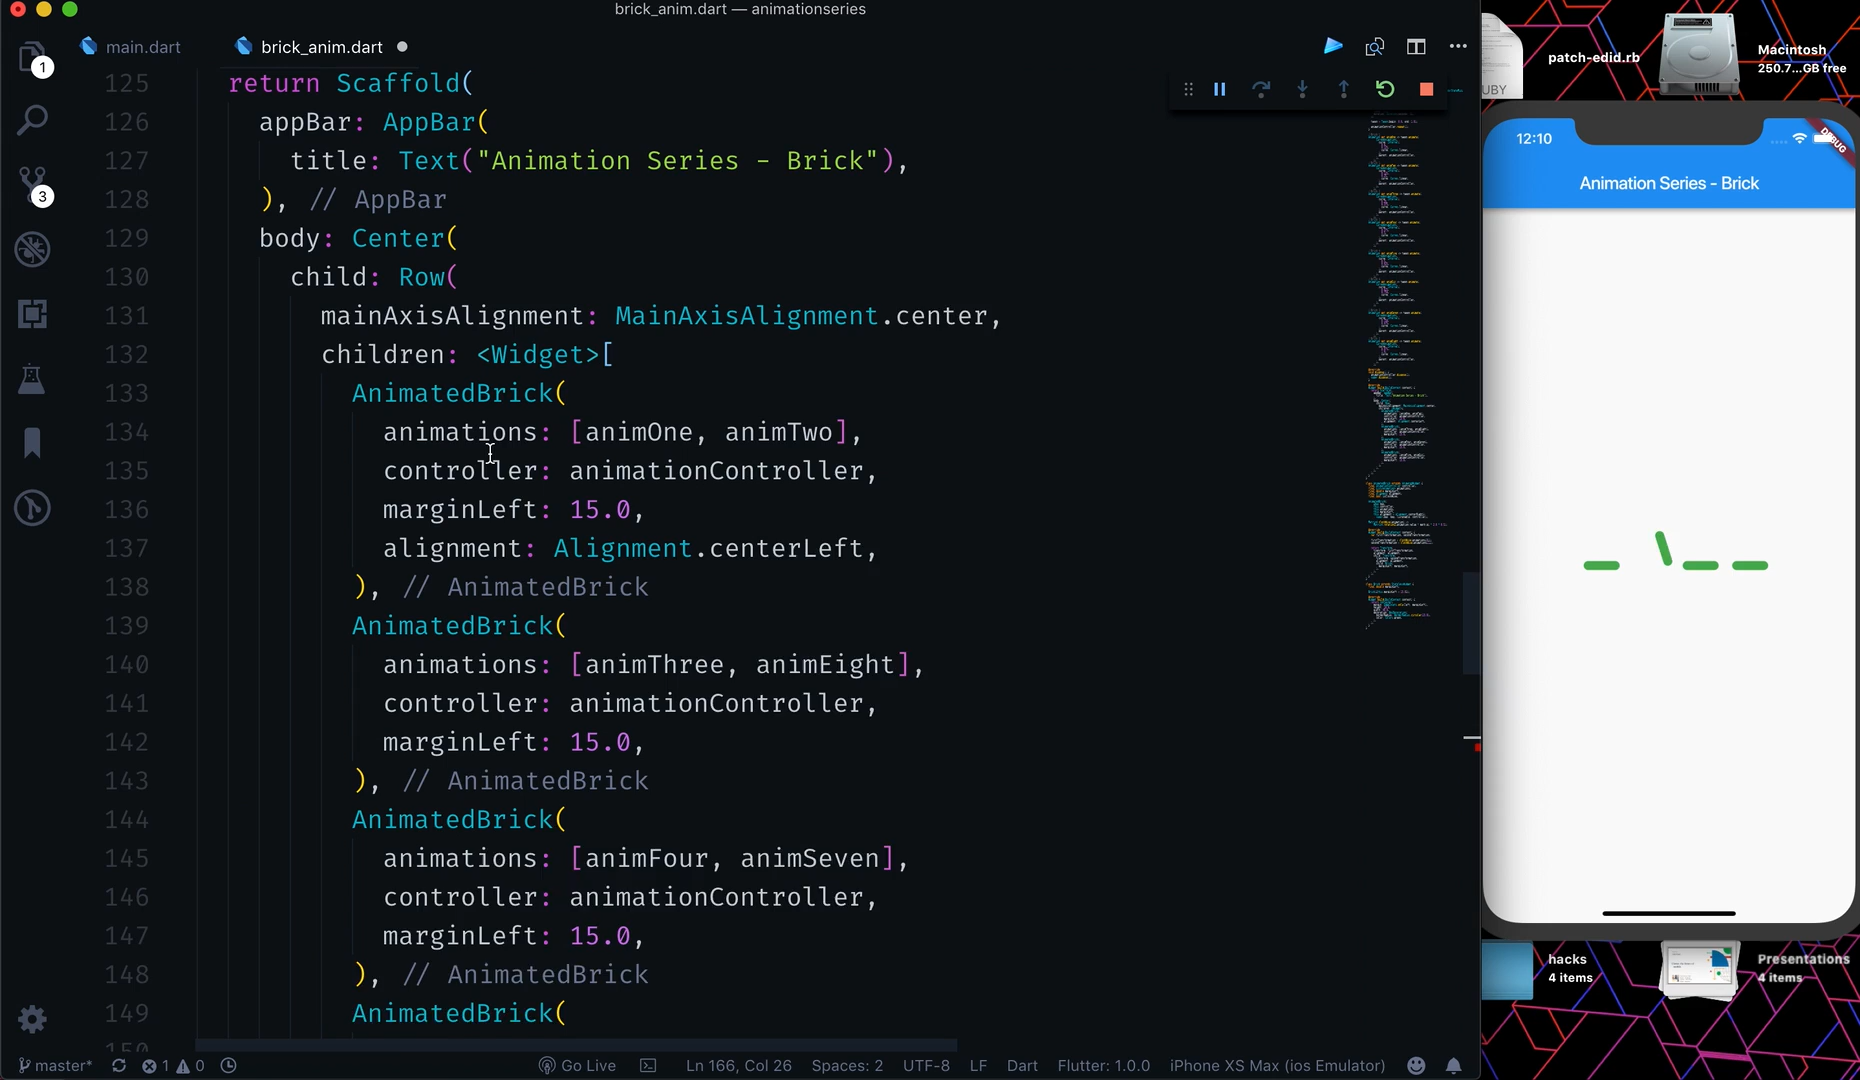 brick_anim.dart — animationseries
main.dart
brick_anim.dart
1
3
125 return Scaffold(
126 appBar: AppBar(
127 title: Text("Animation Series - Brick"),
128 ), // AppBar
129 body: Center(
130 child: Row(
131 mainAxisAlignment: MainAxisAlignment.center,
132 children: <Widget>[
133 AnimatedBrick(
134 animations: [animOne, animTwo],
135 controller: animationController,
136 marginLeft: 15.0,
137 alignment: Alignment.centerLeft,
138 ), // AnimatedBrick
139 AnimatedBrick(
140 animations: [animThree, animEight],
141 controller: animationController,
142 marginLeft: 15.0,
143 ), // AnimatedBrick
144 AnimatedBrick(
145 animations: [animFour, animSeven],
146 controller: animationController,
147 marginLeft: 15.0,
148 ), // AnimatedBrick
149 AnimatedBrick(
150
master*
1
0
Go Live
Ln 166, Col 26
Spaces: 2
UTF-8
LF
Dart
Flutter: 1.0.0
iPhone XS Max (ios Emulator)
UBY
patch-edid.rb
Macintosh
250.7...GB free
12:10
DEBUG
Animation Series - Brick
hacks
4 items
Presentations
4 items